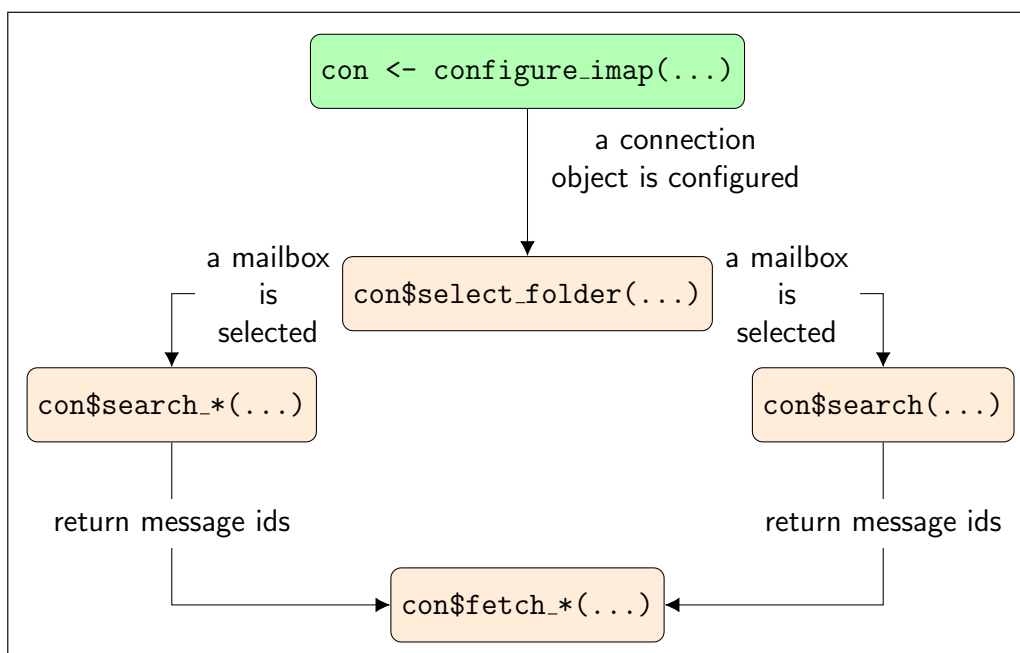 con <- configure_imap(...)
a connection
object is configured
a mailbox
is
selected
con$select_folder(...)
a mailbox
is
selected
con$search_*(...)
con$search(...)
return message ids
return message ids
con$fetch_*(...)